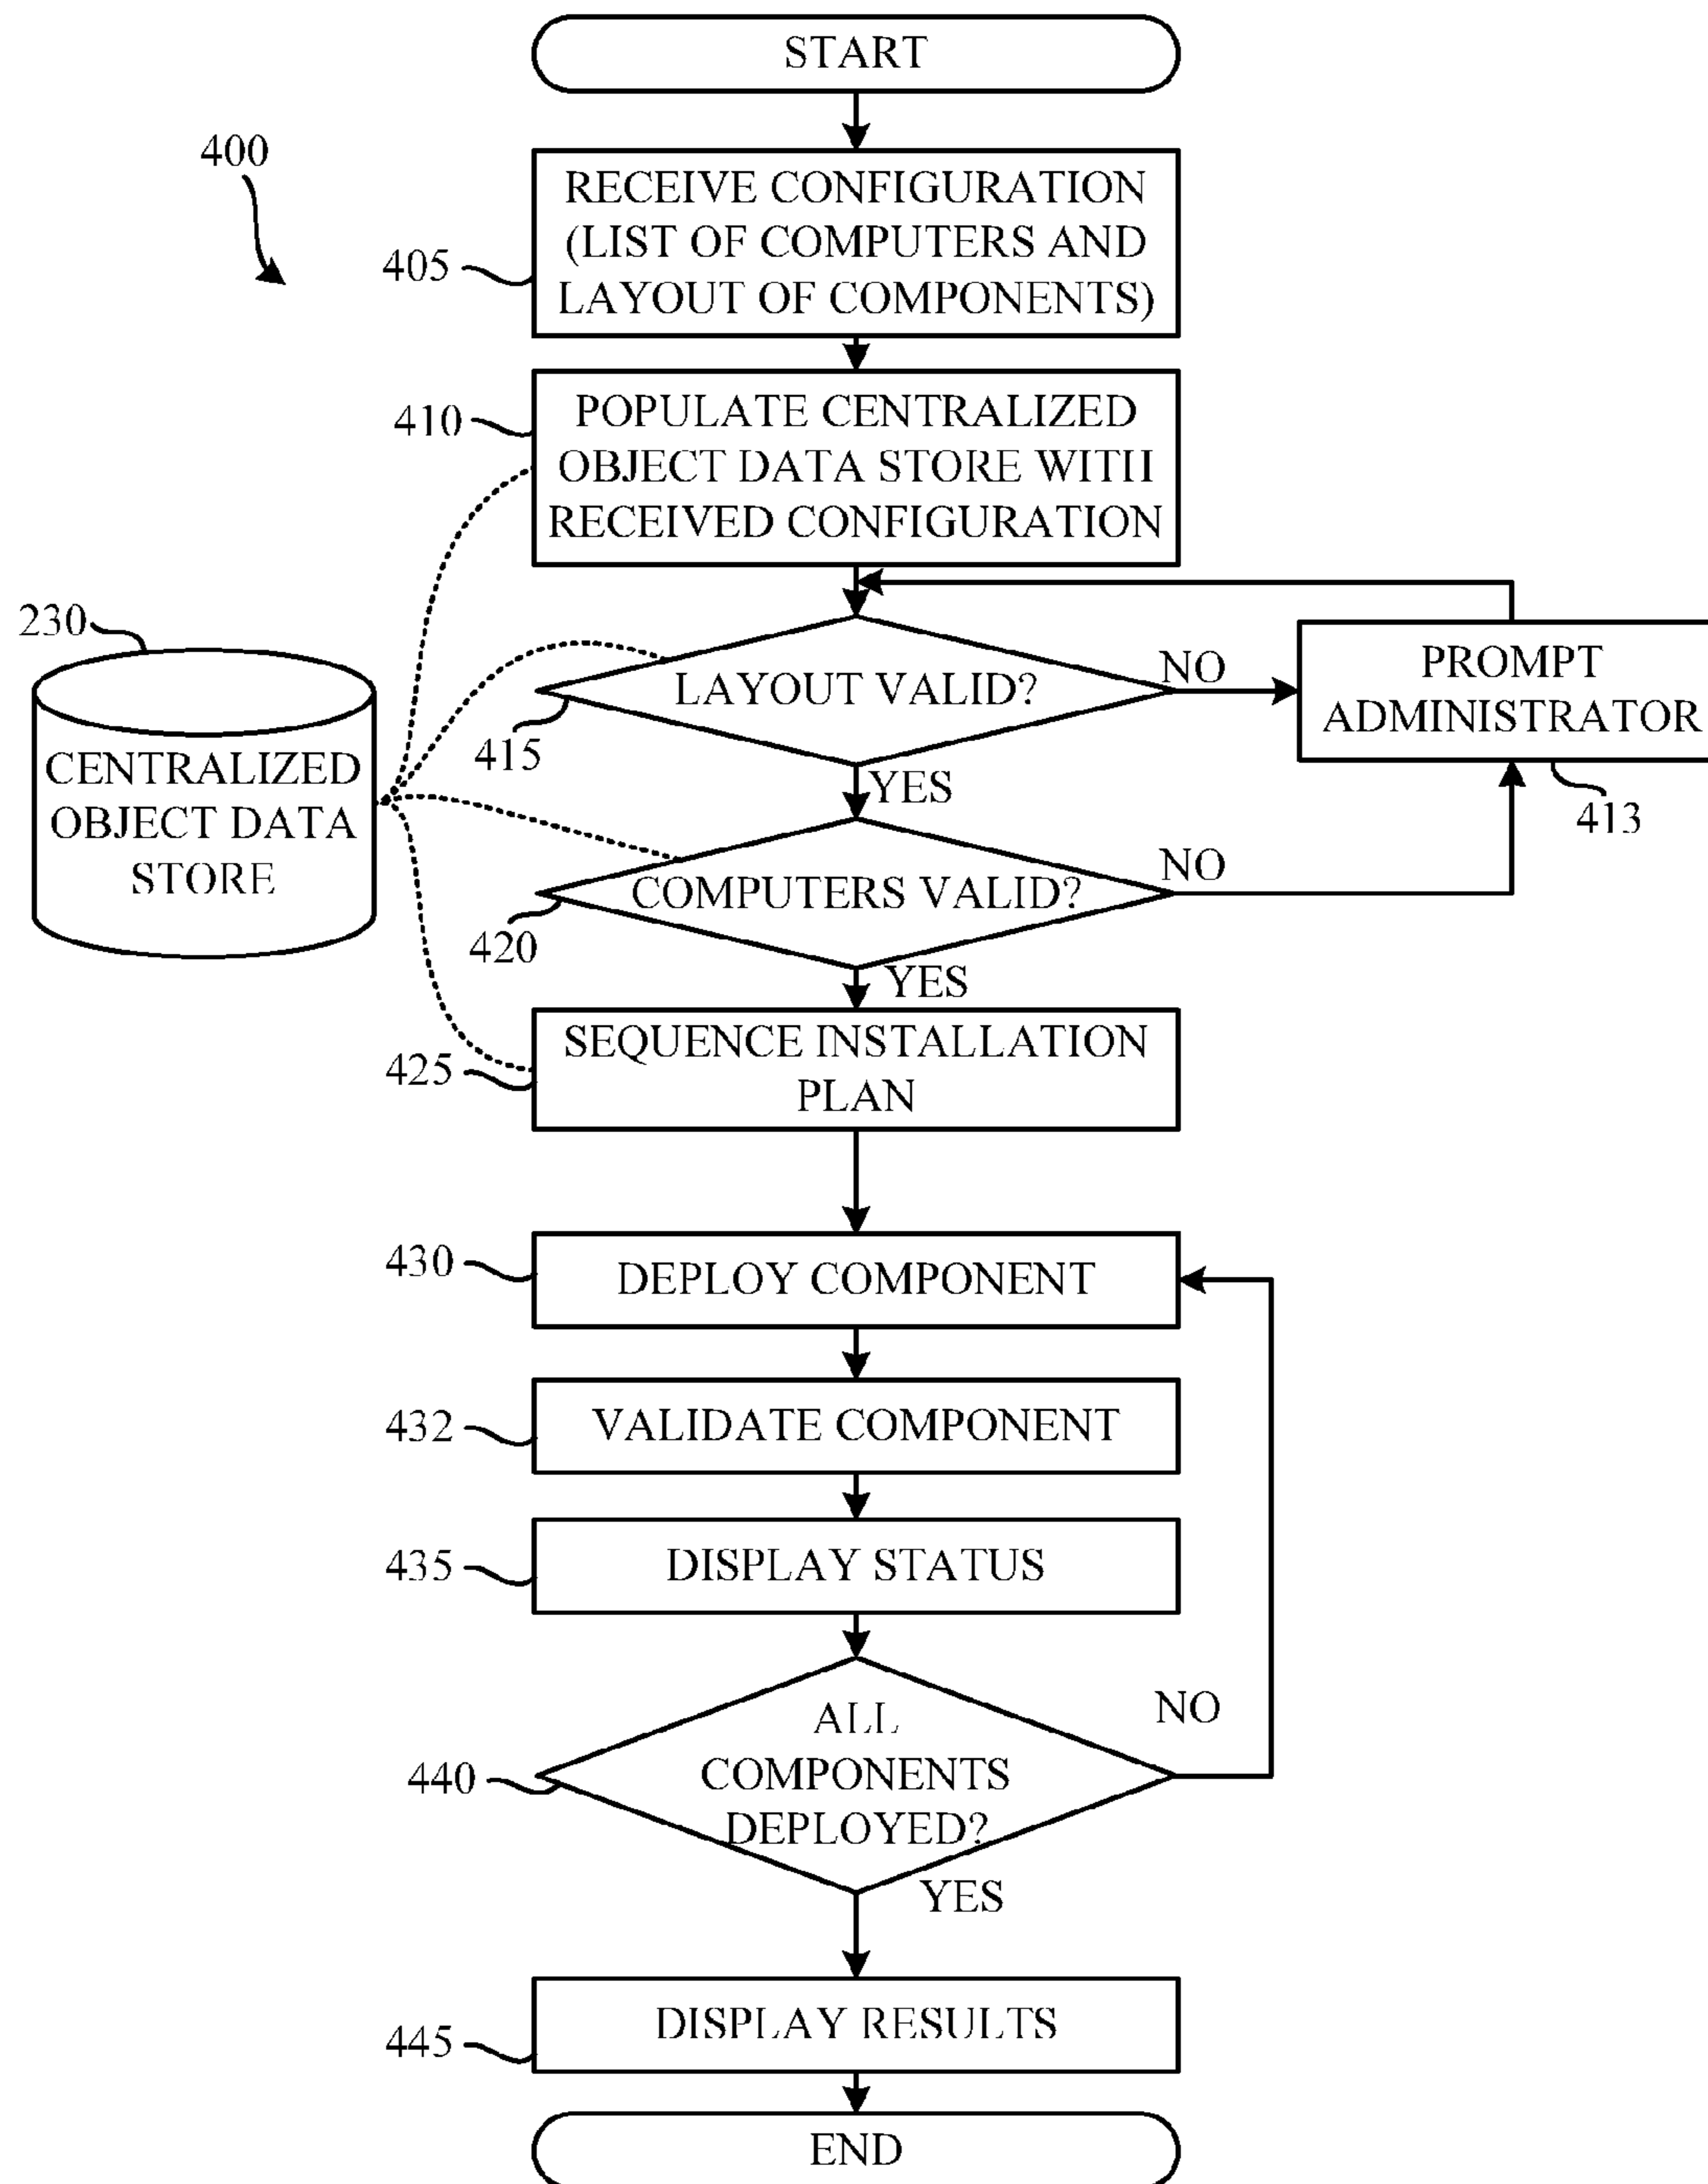 START
400
RECEIVE CONFIGURATION
(LIST OF COMPUTERS AND
LAYOUT OF COMPONENTS)
405
POPULATE CENTRALIZED
OBJECT DATA STORE WITH
RECEIVED CONFIGURATION
410
230
CENTRALIZED
OBJECT DATA
STORE
LAYOUT VALID?
415
NO
PROMPT
ADMINISTRATOR
413
YES
COMPUTERS VALID?
420
NO
YES
SEQUENCE INSTALLATION
PLAN
425
DEPLOY COMPONENT
430
VALIDATE COMPONENT
432
DISPLAY STATUS
435
ALL
COMPONENTS
DEPLOYED?
440
NO
YES
DISPLAY RESULTS
445
END